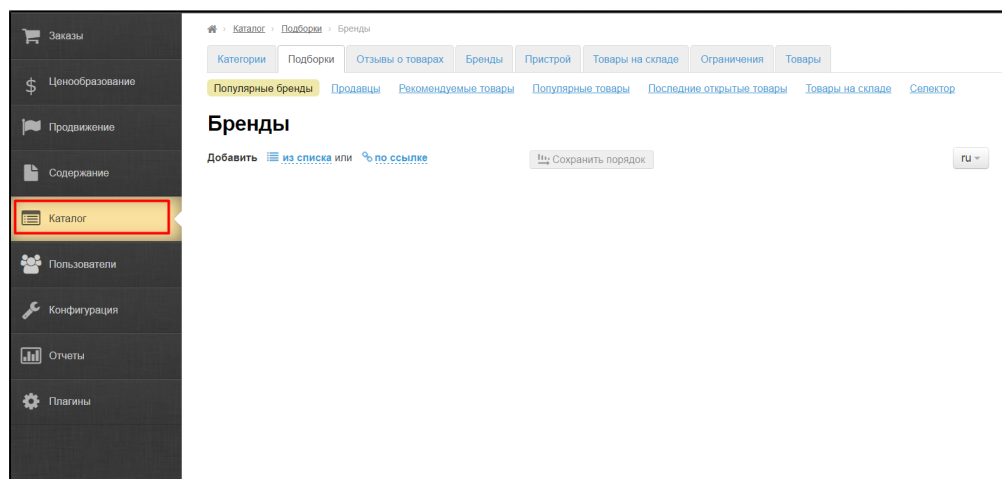 Заказы
Ценообразование
Продвижение
Содержание
Каталог
Пользователи
Конфигурация
Отчеты
Плагины
Каталог › Подборки › Бренды
Категории Подборки Отзывы о товарах Бренды Пристрой Товары на складе Ограничения Товары
Популярные бренды Продавцы Рекомендуемые товары Популярные товары Последние открытые товары Товары на складе Селектор
Бренды
Добавить из списка или по ссылке Сохранить порядок ru